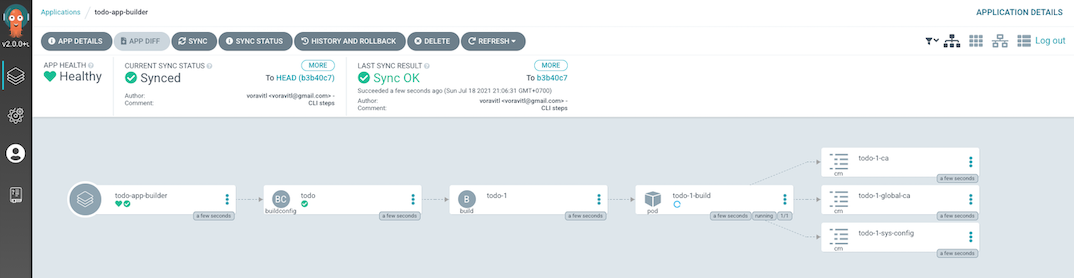 Applications / todo-app-builder
APPLICATION DETAILS
v2.0.0+
APP DETAILS
APP DIFF
SYNC
SYNC STATUS
HISTORY AND ROLLBACK
DELETE
REFRESH
Log out
APP HEALTH
Healthy
CURRENT SYNC STATUS
MORE
Synced
To HEAD (b3b40c7)
Author: voravitl <voravitl@gmail.com> -
Comment: CLI steps
LAST SYNC RESULT
MORE
Sync OK
To b3b40c7
Succeeded a few seconds ago (Sun Jul 18 2021 21:06:31 GMT+0700)
Author: voravitl <voravitl@gmail.com> -
Comment: CLI steps
todo-app-builder
a few seconds
BC
buildconfig
todo
a few seconds
B
build
todo-1
a few seconds
pod
todo-1-build
a few seconds
running
1/1
cm
todo-1-ca
a few seconds
cm
todo-1-global-ca
a few seconds
cm
todo-1-sys-config
a few seconds